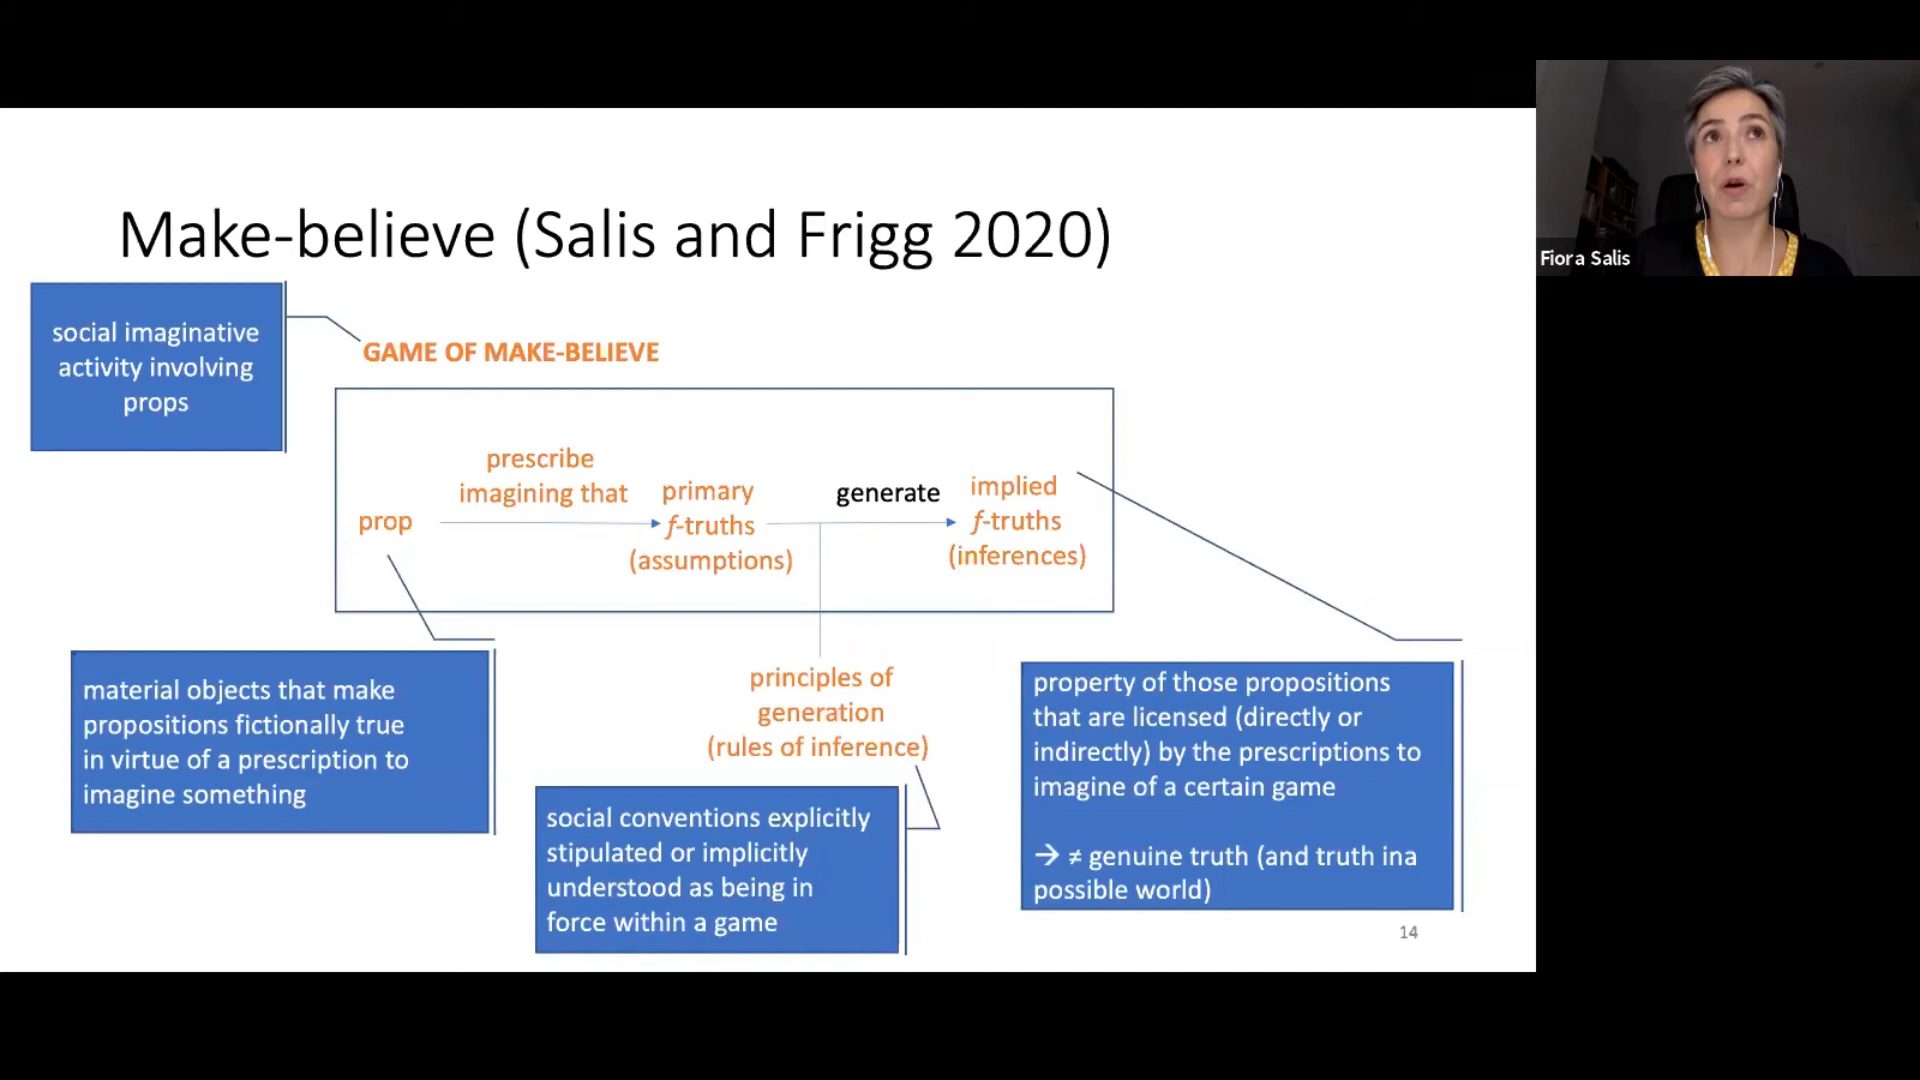 Make-believe (Salis and Frigg 2020)
Fiora Salis
social imaginative
activity involving
props
GAME OF MAKE-BELIEVE
prop
prescribe
imagining that
primary
f-truths
(assumptions)
generate
implied
f-truths
(inferences)
material objects that make
propositions fictionally true
in virtue of a prescription to
imagine something
principles of
generation
(rules of inference)
social conventions explicitly
stipulated or implicitly
understood as being in
force within a game
property of those propositions
that are licensed (directly or
indirectly) by the prescriptions to
imagine of a certain game
→ ≠ genuine truth (and truth ina
possible world)
14